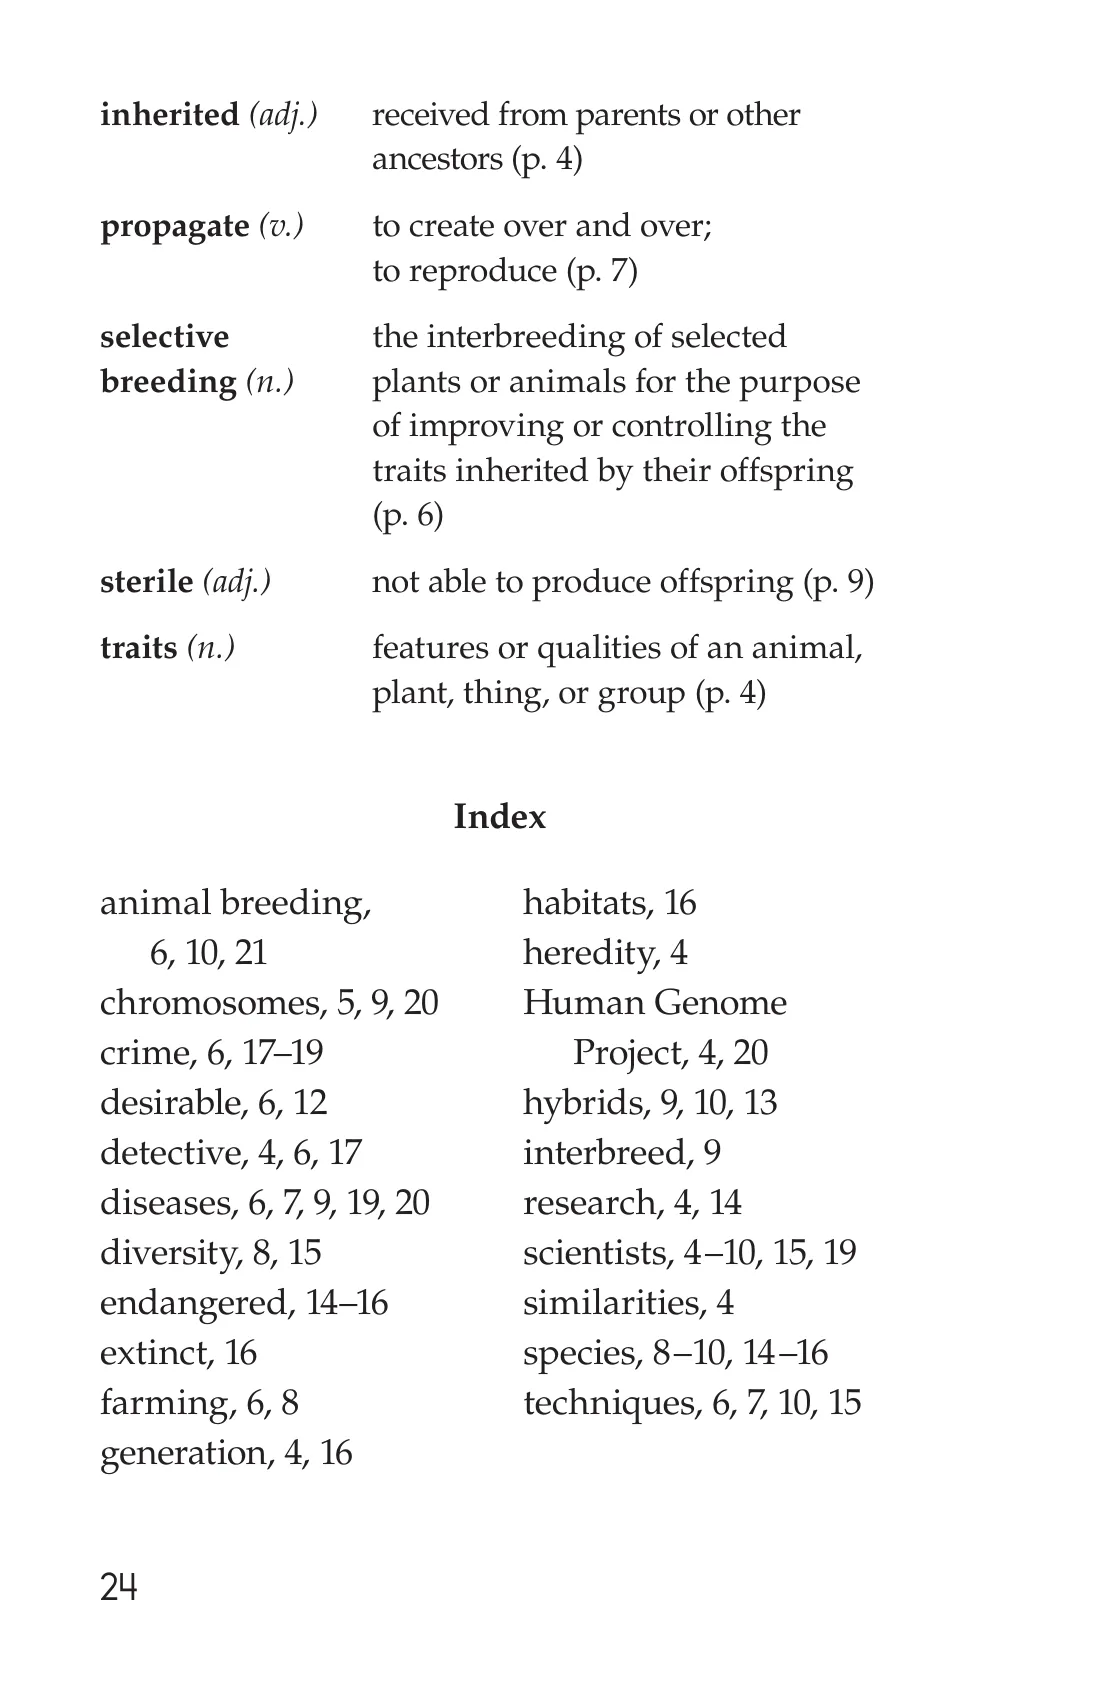 inherited (adj.) received from parents or other
ancestors (p. 4)
propagate (v.) to create over and over;
to reproduce (p. 7)
selective the interbreeding of selected
breeding (n.) plants or animals for the purpose
of improving or controlling the
traits inherited by their offspring
(p. 6)
sterile (adj.) not able to produce offspring (p. 9)
traits (n.) features or qualities of an animal,
plant, thing, or group (p. 4)
Index
animal breeding,
6, 10, 21
chromosomes, 5, 9, 20
crime, 6, 17–19
desirable, 6, 12
detective, 4, 6, 17
diseases, 6, 7, 9, 19, 20
diversity, 8, 15
endangered, 14–16
extinct, 16
farming, 6, 8
generation, 4, 16
habitats, 16
heredity, 4
Human Genome
Project, 4, 20
hybrids, 9, 10, 13
interbreed, 9
research, 4, 14
scientists, 4–10, 15, 19
similarities, 4
species, 8–10, 14–16
techniques, 6, 7, 10, 15
24